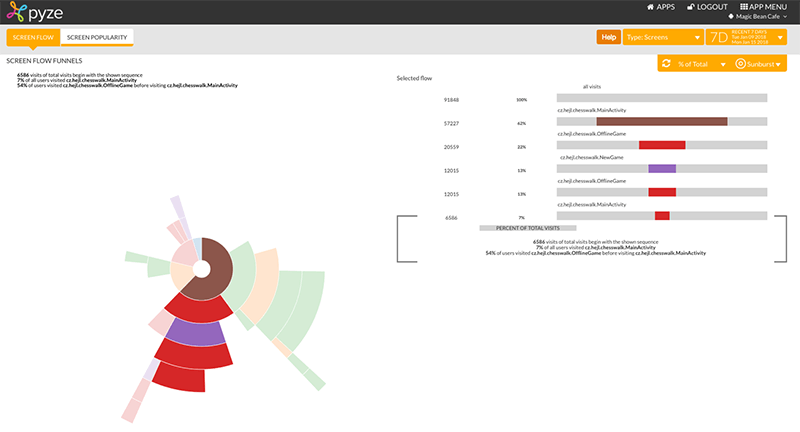 pyze
APPS
LOGOUT
APP MENU
Magic Bean Cafe
SCREEN FLOW
SCREEN POPULARITY
Help
Type: Screens
7D
RECENT 7 DAYS
Tue Jan 09 2018
Mon Jan 15 2018
SCREEN FLOW FUNNELS
% of Total
Sunburst
6586 visits of total visits begin with the shown sequence
7% of all users visited cz.hejl.chesswalk.MainActivity
54% of users visited cz.hejl.chesswalk.OfflineGame before visiting cz.hejl.chesswalk.MainActivity
Selected flow
all visits
91848 100%
cz.hejl.chesswalk.MainActivity
57227 62%
cz.hejl.chesswalk.OfflineGame
20559 22%
cz.hejl.chesswalk.NewGame
12015 13%
cz.hejl.chesswalk.OfflineGame
12015 13%
cz.hejl.chesswalk.MainActivity
6586 7%
PERCENT OF TOTAL VISITS
6586 visits of total visits begin with the shown sequence
7% of all users visited cz.hejl.chesswalk.MainActivity
54% of users visited cz.hejl.chesswalk.OfflineGame before visiting cz.hejl.chesswalk.MainActivity